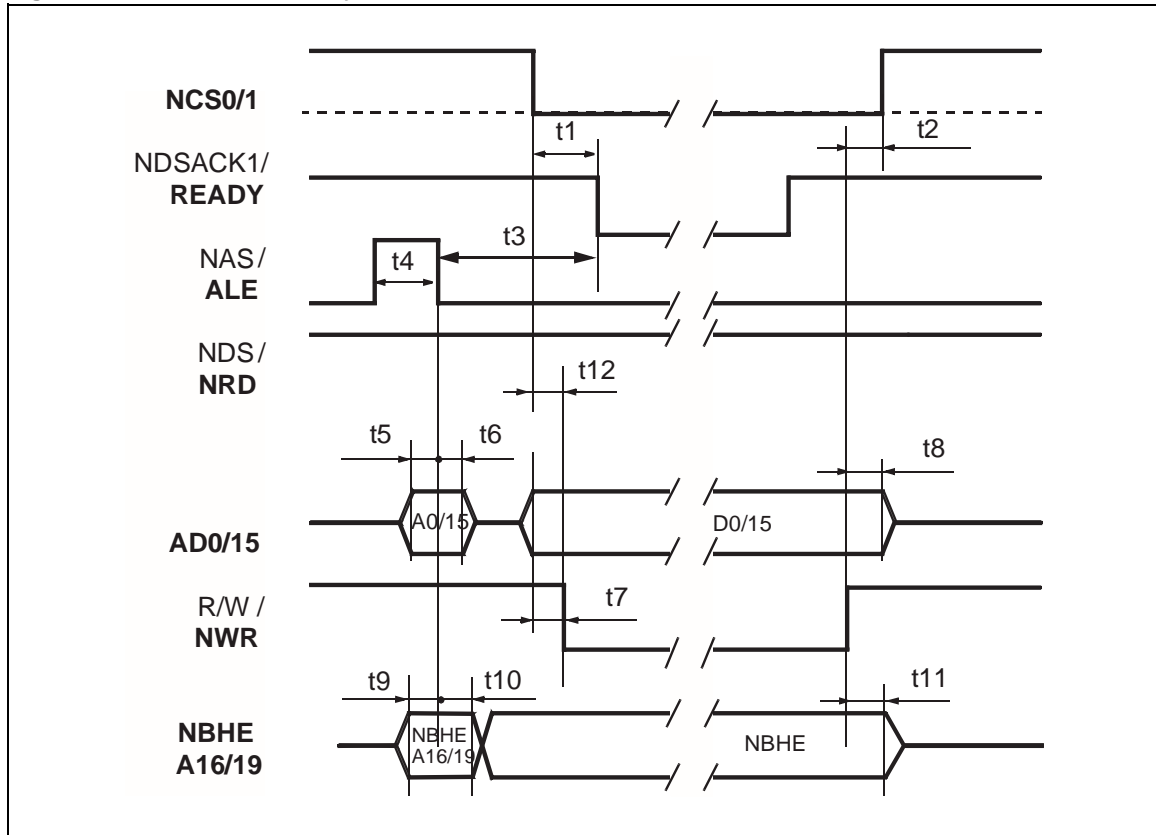 NCS0/1
t1
t2
NDSACK1/
READY
t3
NAS/
t4
ALE
NDS/
NRD
t12
t5
t6
t8
A0/15
D0/15
AD0/15
R/W /
t7
NWR
t9
t10
t11
NBHE
A16/19
NBHE
A16/19
NBHE